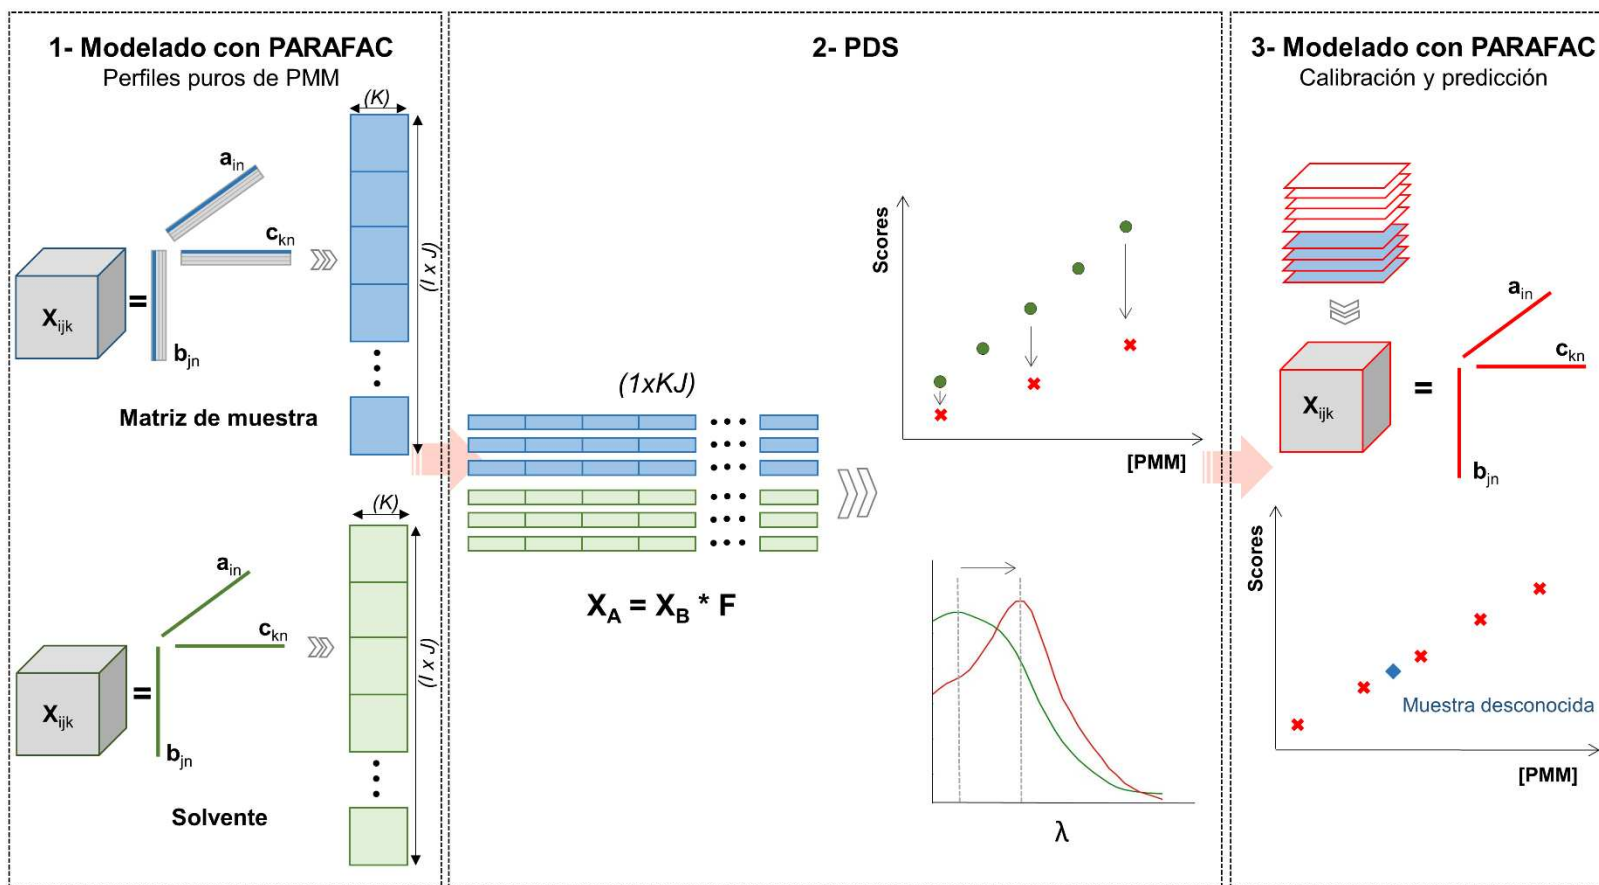 1- Modelado con PARAFAC
Perfiles puros de PMM
(K)
a_in
c_kn
(I x J)
X_ijk
=
b_jn
Matriz de muestra
(K)
a_in
c_kn
(I x J)
X_ijk
=
b_jn
Solvente
2- PDS
(1xKJ)
X_A = X_B * F
Scores
[PMM]
λ
3- Modelado con PARAFAC
Calibración y predicción
a_in
c_kn
X_ijk
=
b_jn
Scores
Muestra desconocida
[PMM]